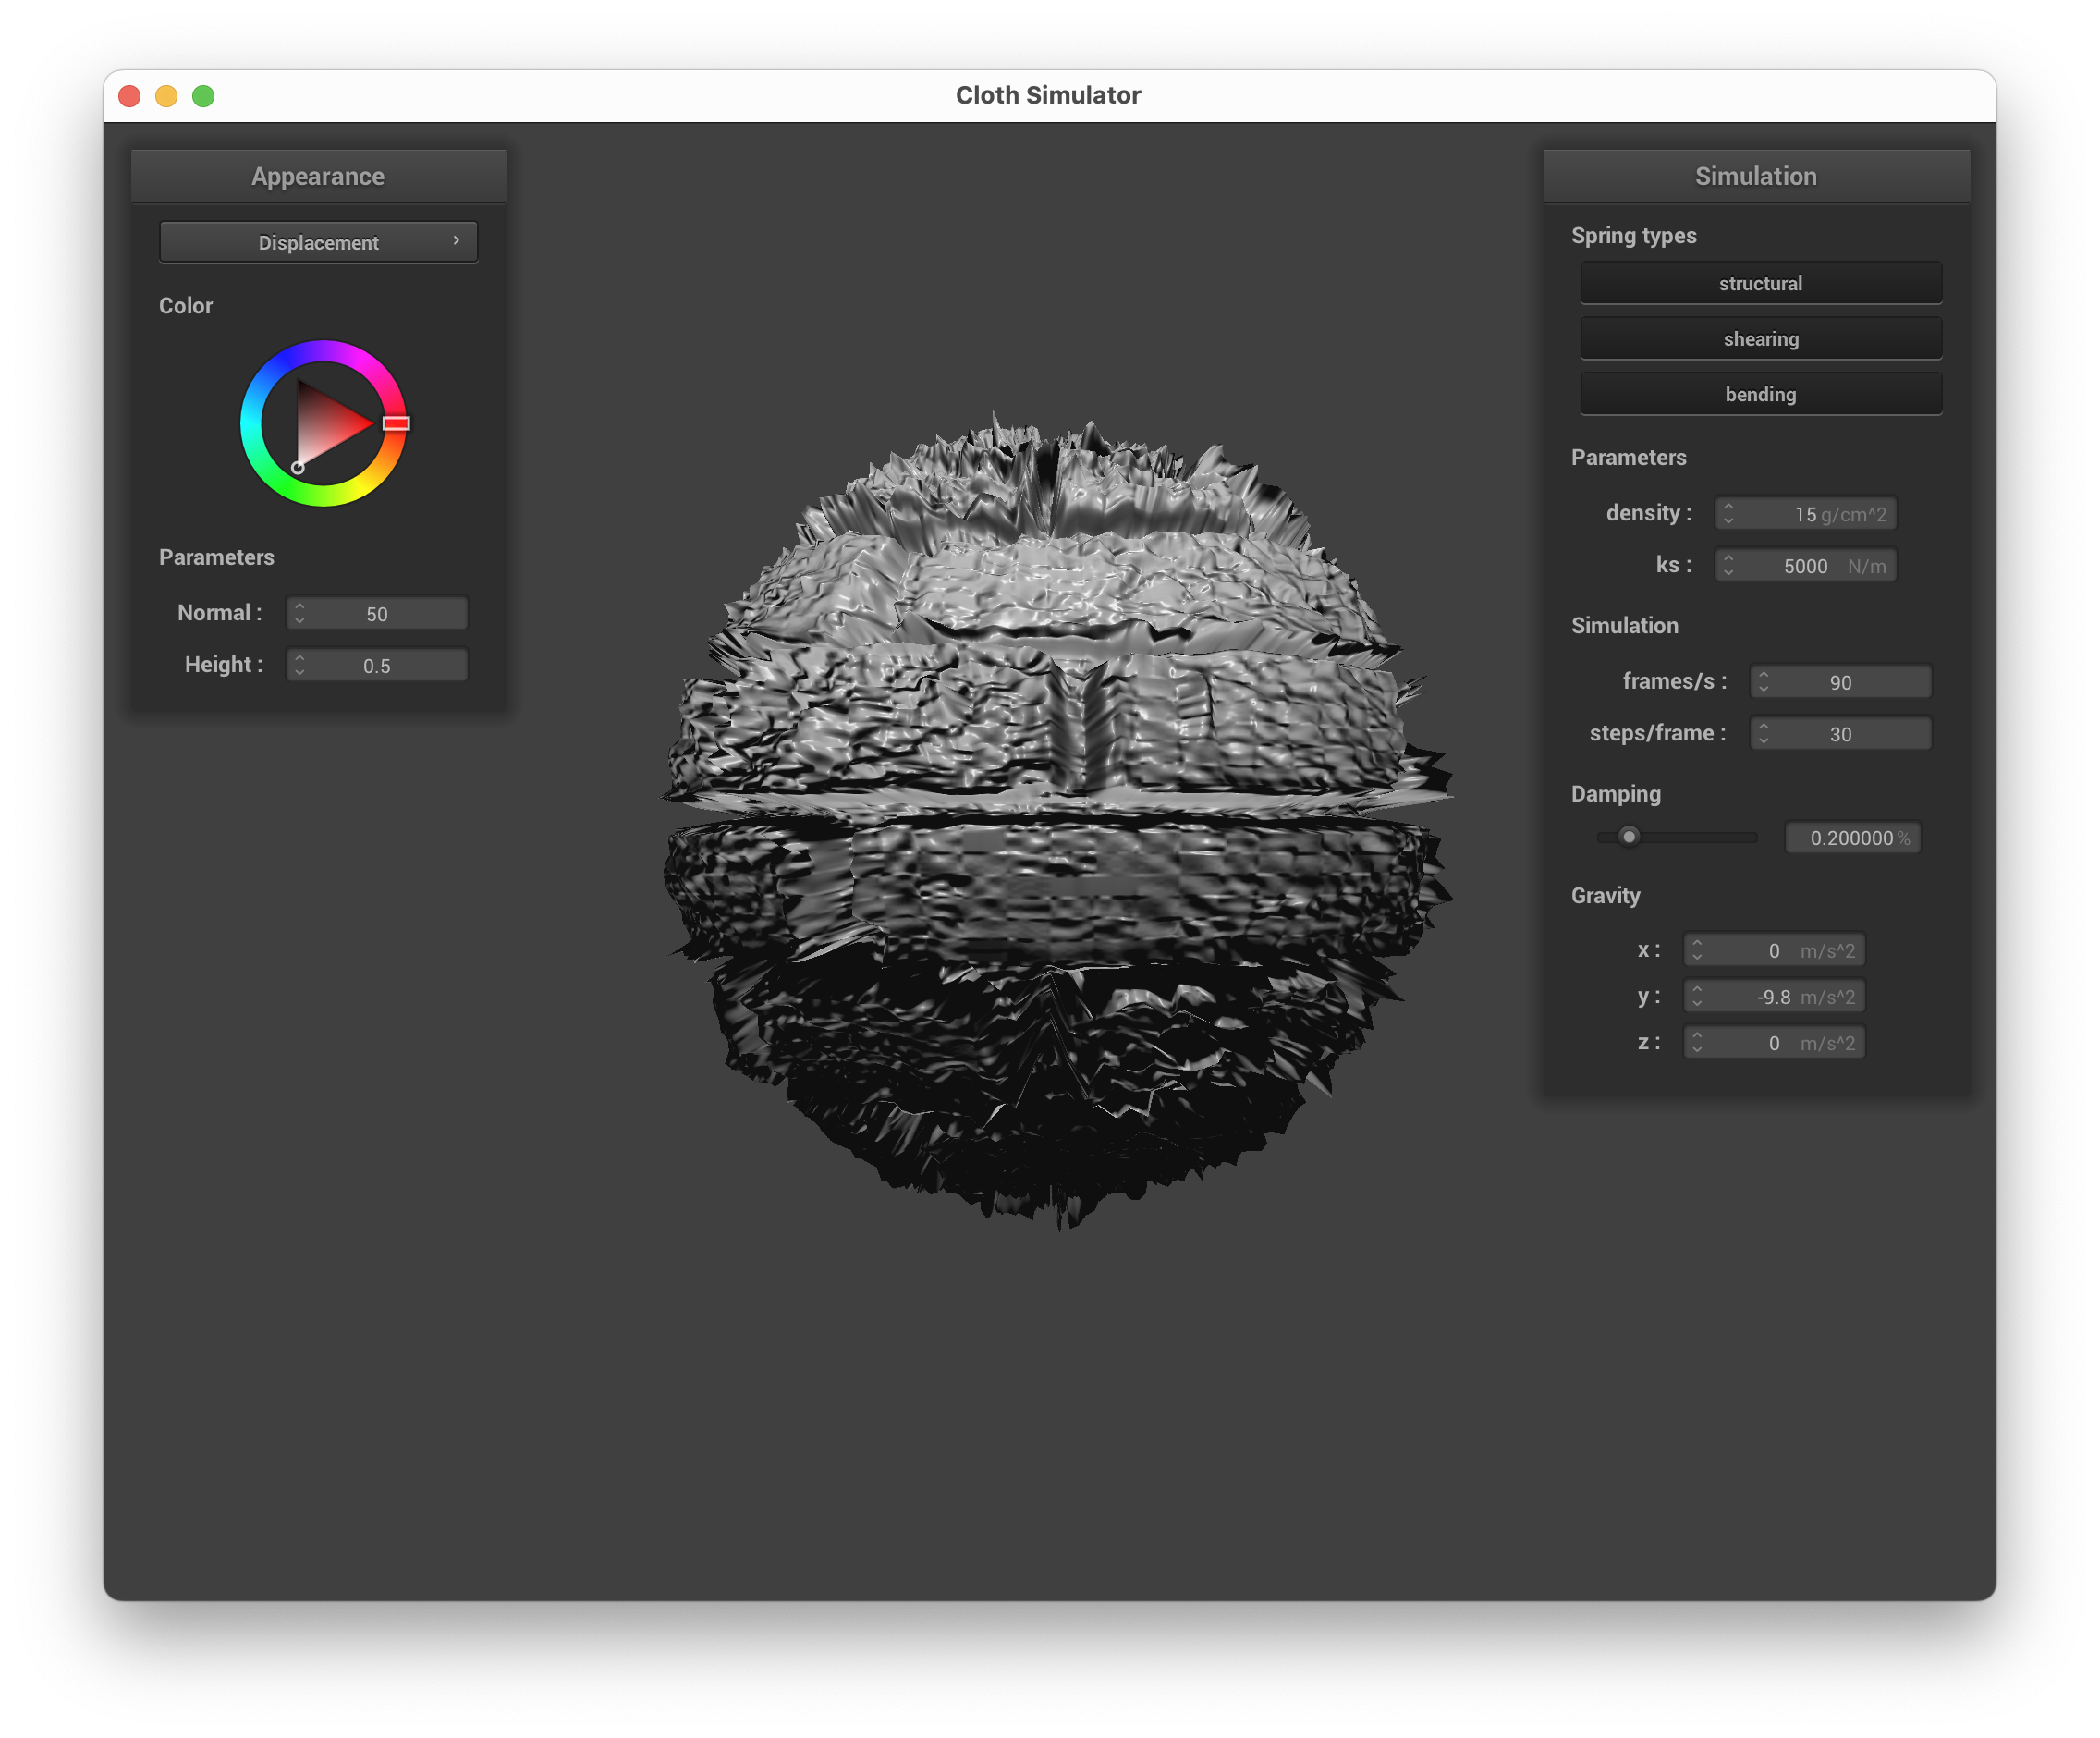 Cloth Simulator
Appearance
Displacement
Color
Parameters
Normal : 50
Height : 0.5
Simulation
Spring types
structural
shearing
bending
Parameters
density : 15 g/cm^2
ks : 5000 N/m
Simulation
frames/s : 90
steps/frame : 30
Damping
0.200000 %
Gravity
x : 0 m/s^2
y : -9.8 m/s^2
z : 0 m/s^2